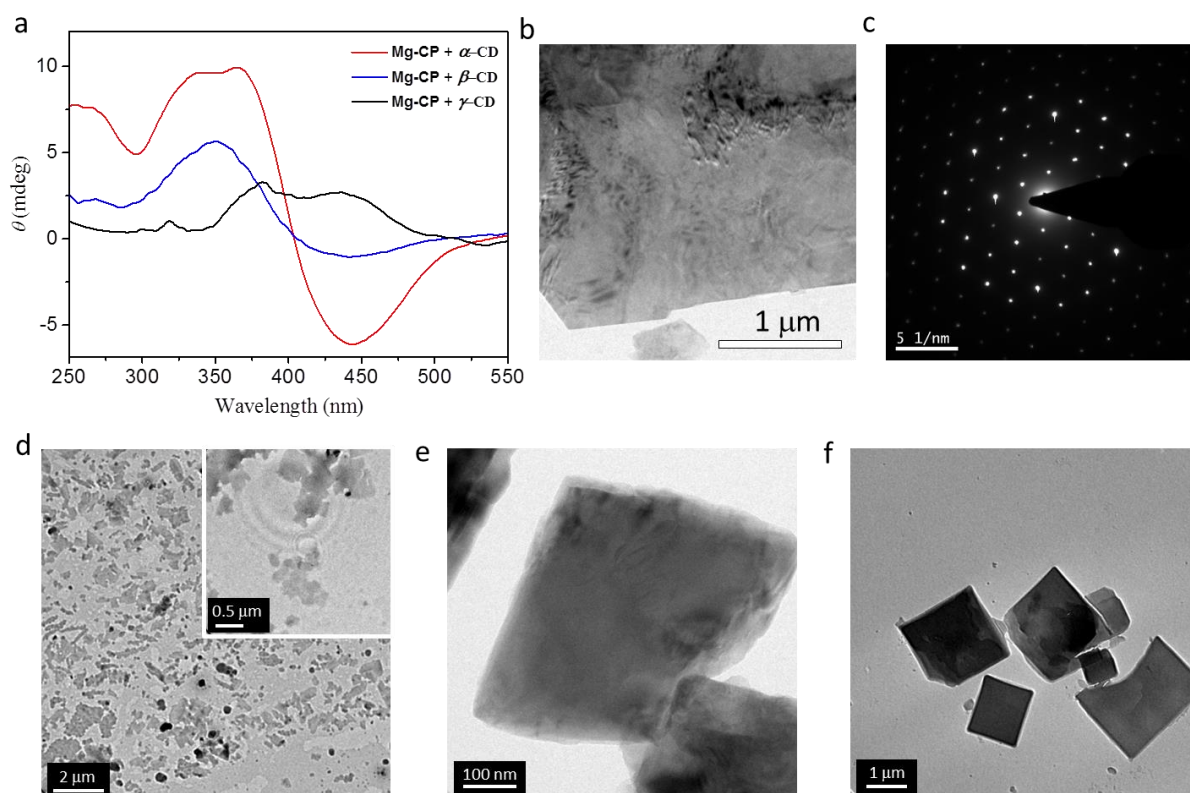 a
θ (mdeg)
10
5
0
-5
Mg-CP + α-CD
Mg-CP + β-CD
Mg-CP + γ-CD
250 300 350 400 450 500 550
Wavelength (nm)
b
1 μm
c
5 1/nm
d
0.5 μm
2 μm
e
100 nm
f
1 μm